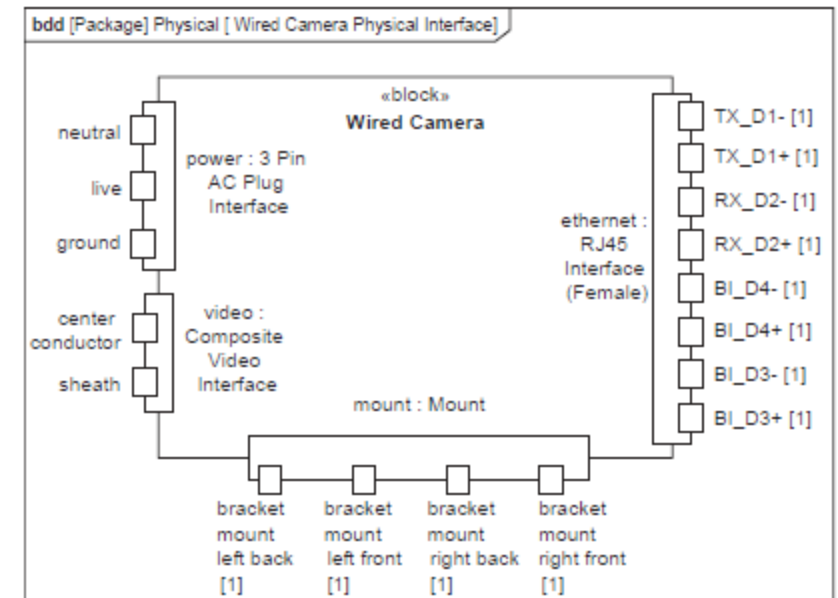 bdd [Package] Physical [ Wired Camera Physical Interface]
«block»
Wired Camera
neutral
live
ground
power : 3 Pin
AC Plug
Interface
center
conductor
sheath
video :
Composite
Video
Interface
ethernet :
RJ45
Interface
(Female)
TX_D1- [1]
TX_D1+ [1]
RX_D2- [1]
RX_D2+ [1]
BI_D4- [1]
BI_D4+ [1]
BI_D3- [1]
BI_D3+ [1]
mount : Mount
bracket
mount
left back
[1]
bracket
mount
left front
[1]
bracket
mount
right back
[1]
bracket
mount
right front
[1]